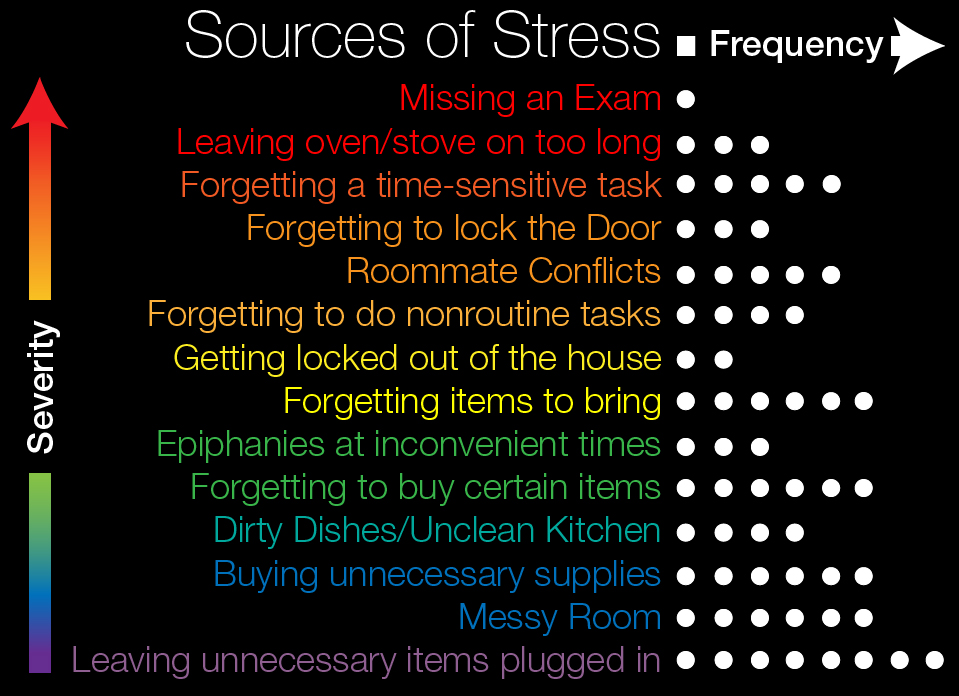 Sources of Stress
Frequency
Missing an Exam
Leaving oven/stove on too long
Forgetting a time-sensitive task
Forgetting to lock the Door
Roommate Conflicts
Forgetting to do nonroutine tasks
Getting locked out of the house
Forgetting items to bring
Epiphanies at inconvenient times
Forgetting to buy certain items
Dirty Dishes/Unclean Kitchen
Buying unnecessary supplies
Messy Room
Leaving unnecessary items plugged in
Severity